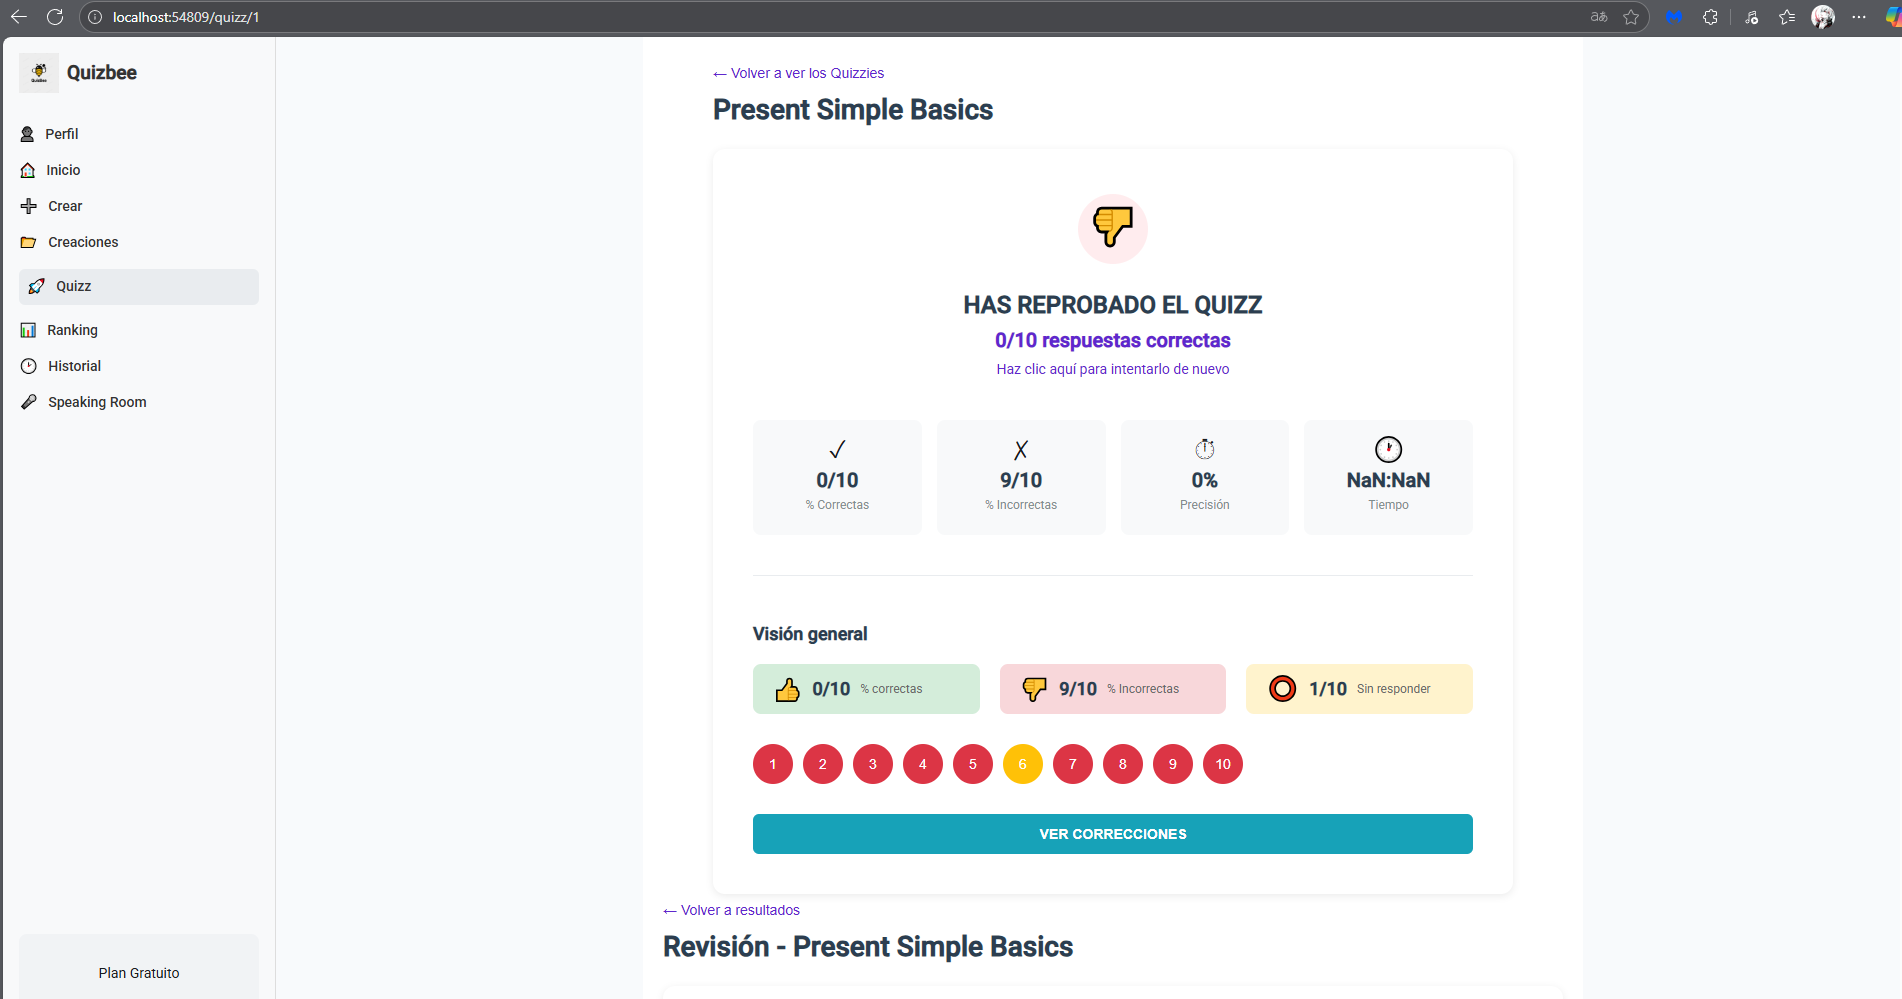 localhost:54809/quizz/1
Quizbee
Perfil
Inicio
Crear
Creaciones
Quizz
Ranking
Historial
Speaking Room
Plan Gratuito
← Volver a ver los Quizzies
Present Simple Basics
HAS REPROBADO EL QUIZZ
0/10 respuestas correctas
Haz clic aquí para intentarlo de nuevo
0/10
% Correctas
9/10
% Incorrectas
0%
Precisión
NaN:NaN
Tiempo
Visión general
0/10 % correctas
9/10 % Incorrectas
1/10 Sin responder
1 2 3 4 5 6 7 8 9 10
VER CORRECCIONES
← Volver a resultados
Revisión - Present Simple Basics